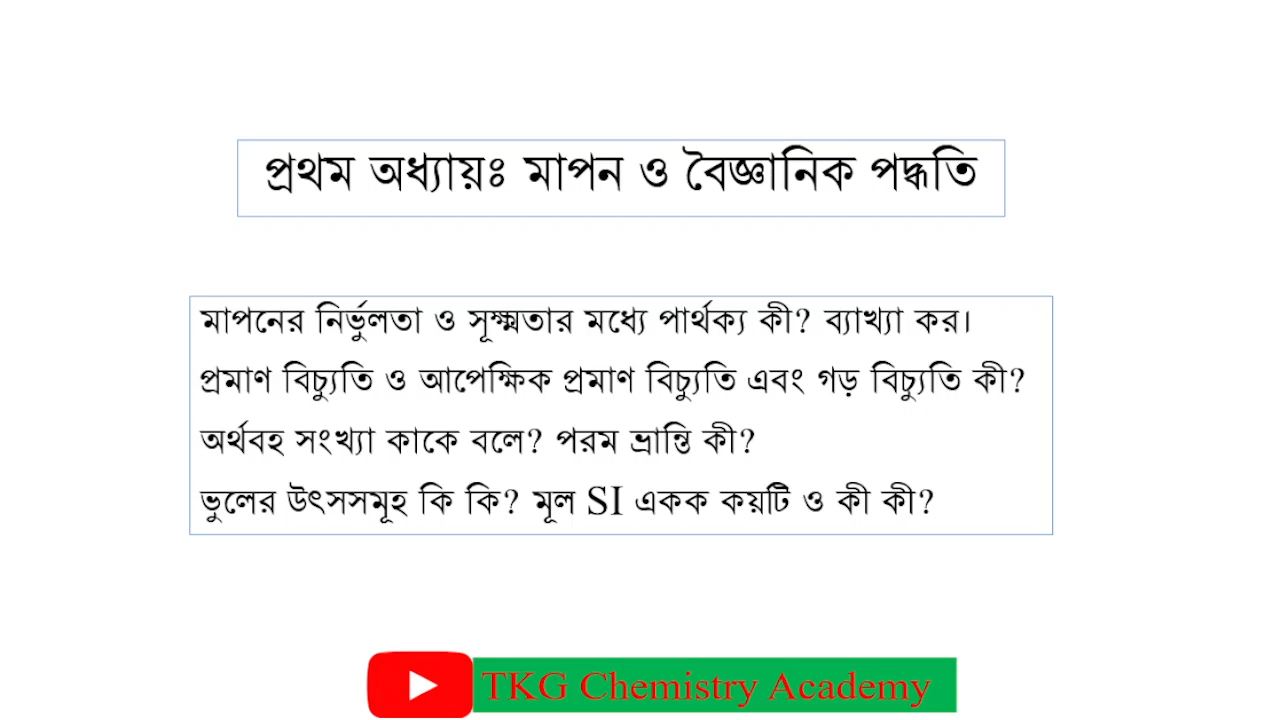 প্রথম অধ্যায়ঃ মাপন ও বৈজ্ঞানিক পদ্ধতি
মাপনের নির্ভুলতা ও সূক্ষ্মতার মধ্যে পার্থক্য কী? ব্যাখ্যা কর।
প্রমাণ বিচ্যুতি ও আপেক্ষিক প্রমাণ বিচ্যুতি এবং গড় বিচ্যুতি কী?
অর্থবহ সংখ্যা কাকে বলে? পরম ভ্রান্তি কী?
ভুলের উৎসসমূহ কি কি? মূল SI একক কয়টি ও কী কী?
TKG Chemistry Academy